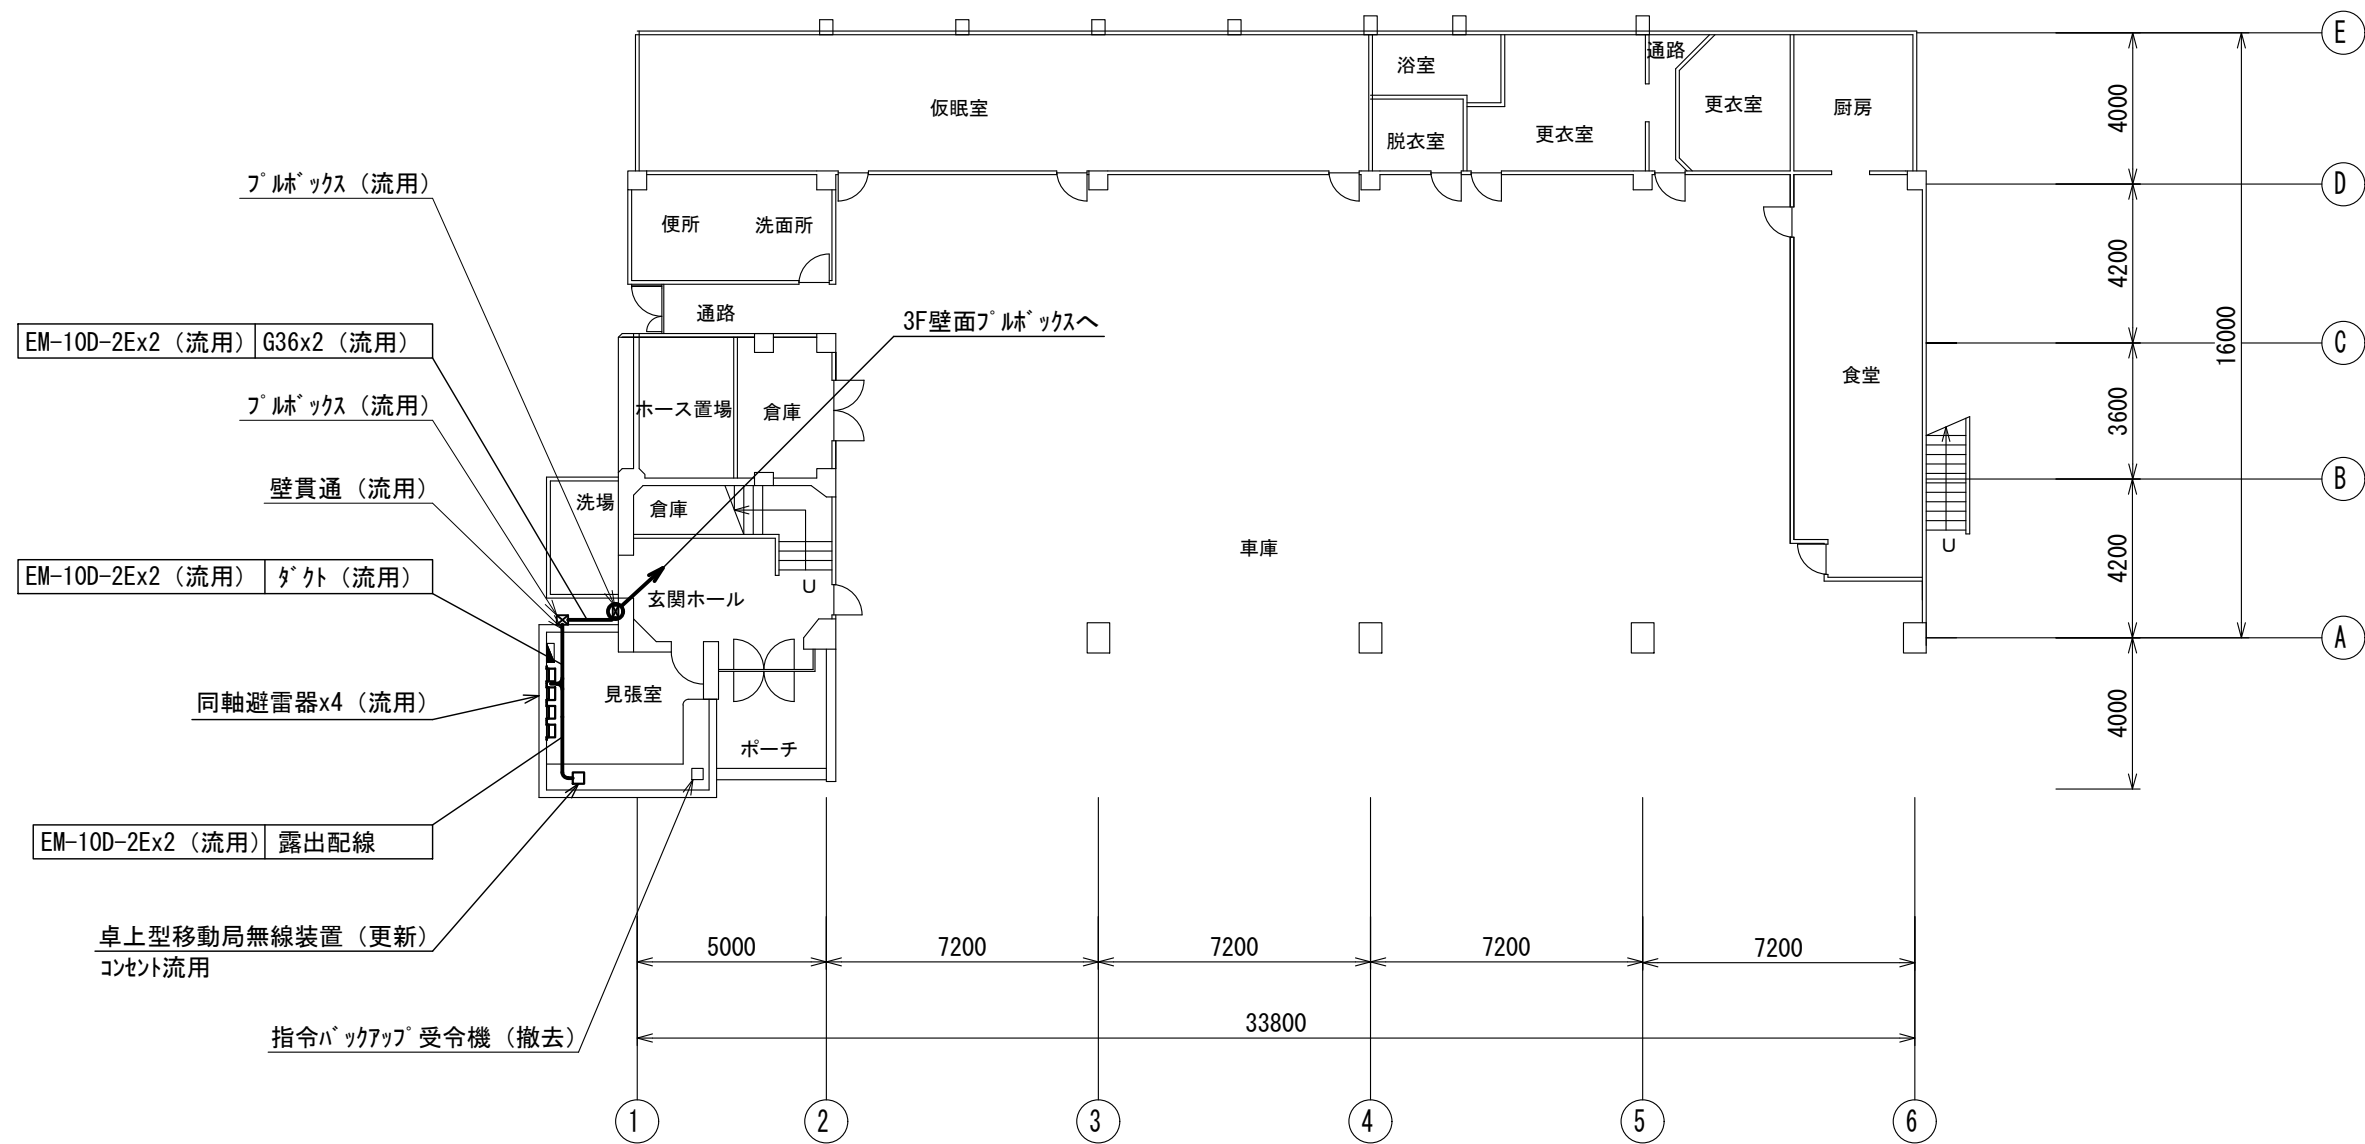 E
通路
浴室
更衣室
厨房
仮眠室
4000
更衣室
脱衣室
プルボックス（流用）
D
便所
洗面所
4200
通路
3F壁面プルボックスへ
16000
EM-10D-2Ex2（流用）
G36x2（流用）
C
食堂
プルボックス（流用）
ホース置場
倉庫
3600
壁貫通（流用）
洗場
倉庫
B
車庫
U
4200
EM-10D-2Ex2（流用）
ダクト（流用）
U
玄関ホール
A
同軸避雷器x4（流用）
見張室
4000
ポーチ
EM-10D-2Ex2（流用）
露出配線
卓上型移動局無線装置（更新）
コンセント流用
5000
7200
7200
7200
7200
指令バックアップ受令機（撤去）
33800
1
2
3
4
5
6